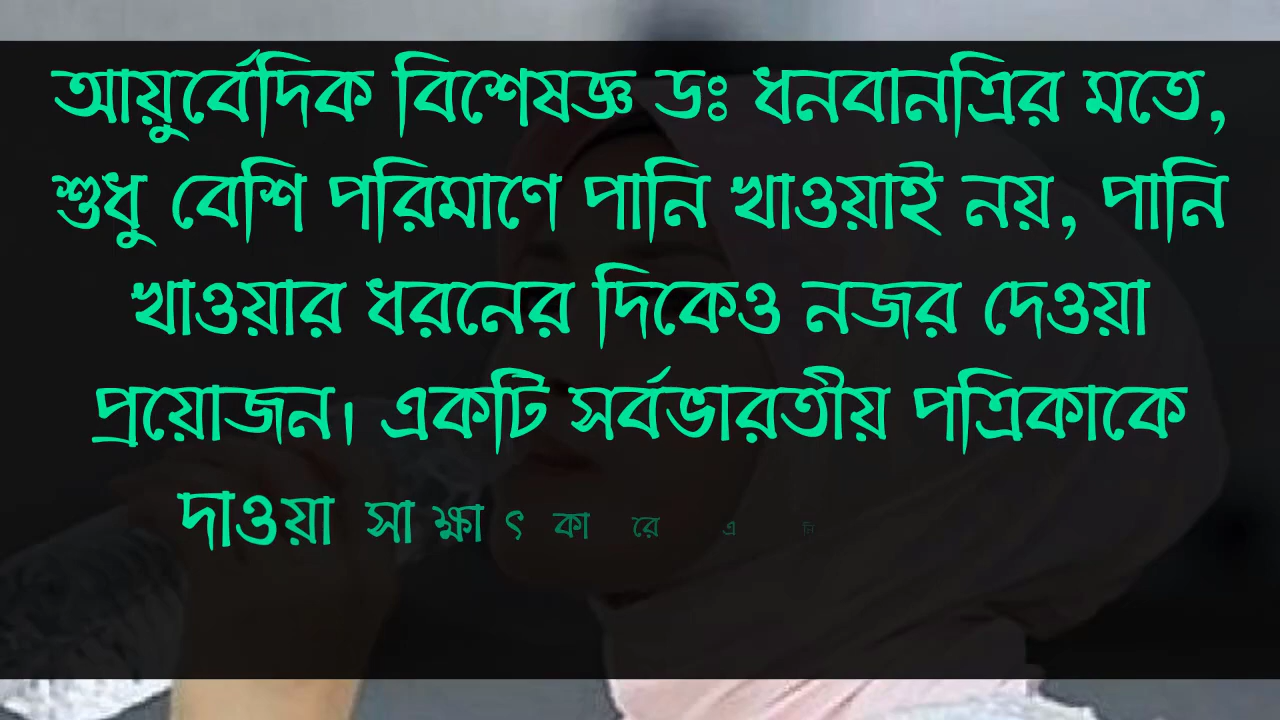 আয়ুর্বেদিক বিশেষজ্ঞ ডঃ ধনবানত্রির মতে,
শুধু বেশি পরিমাণে পানি খাওয়াই নয়, পানি
খাওয়ার ধরনের দিকেও নজর দেওয়া
প্রয়োজন। একটি সর্বভারতীয় পত্রিকাকে
দাওয়া সাক্ষাৎকারে এ নি